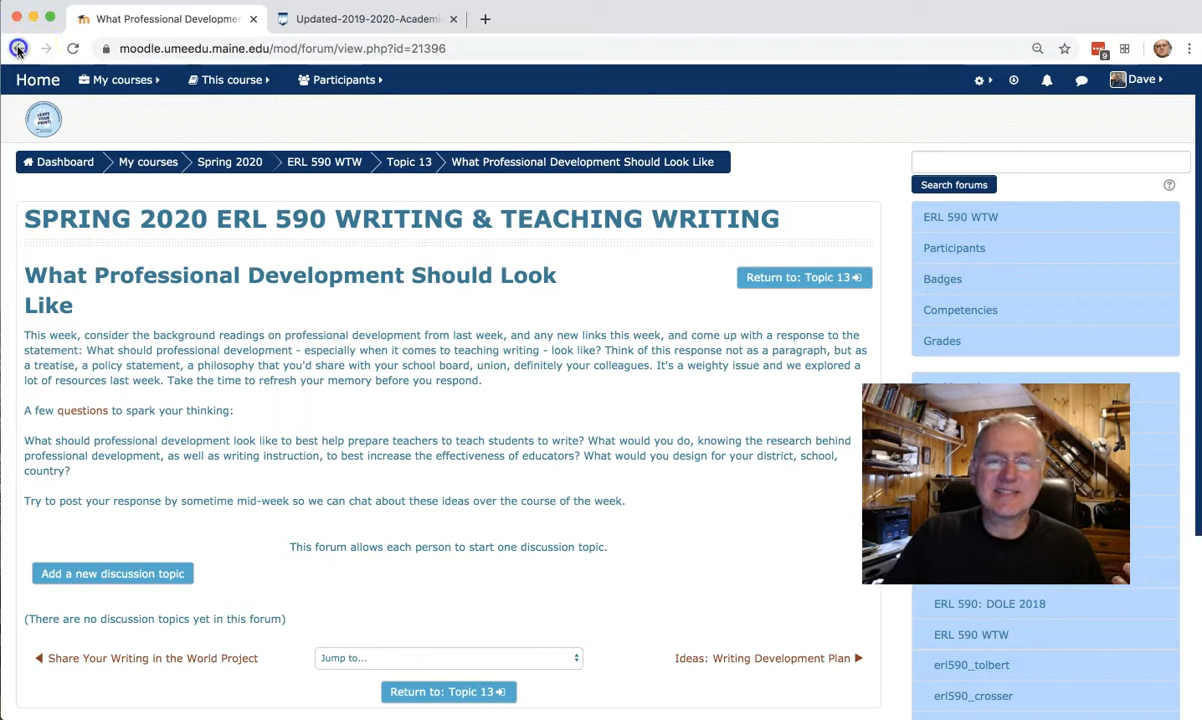 What Professional Developme
Updated-2019-2020-Academi
moodle.umeedu.maine.edu/mod/forum/view.php?id=21396
9
Home
My courses
This course
Participants
Dave
Dashboard
My courses
Spring 2020
ERL 590 WTW
Topic 13
What Professional Development Should Look Like
Search forums
SPRING 2020 ERL 590 WRITING & TEACHING WRITING
ERL 590 WTW
Participants
Badges
Competencies
Grades
What Professional Development Should Look
Like
Return to: Topic 13
This week, consider the background readings on professional development from last week, and any new links this week, and come up with a response to the
statement: What should professional development - especially when it comes to teaching writing - look like? Think of this response not as a paragraph, but as
a treatise, a policy statement, a philosophy that you'd share with your school board, union, definitely your colleagues. It's a weighty issue and we explored a
lot of resources last week. Take the time to refresh your memory before you respond.
A few questions to spark your thinking:
What should professional development look like to best help prepare teachers to teach students to write? What would you do, knowing the research behind
professional development, as well as writing instruction, to best increase the effectiveness of educators? What would you design for your district, school,
country?
Try to post your response by sometime mid-week so we can chat about these ideas over the course of the week.
This forum allows each person to start one discussion topic.
Add a new discussion topic
(There are no discussion topics yet in this forum)
Share Your Writing in the World Project
Jump to...
Ideas: Writing Development Plan
Return to: Topic 13
ERL 590: DOLE 2018
ERL 590 WTW
erl590_tolbert
erl590_crosser